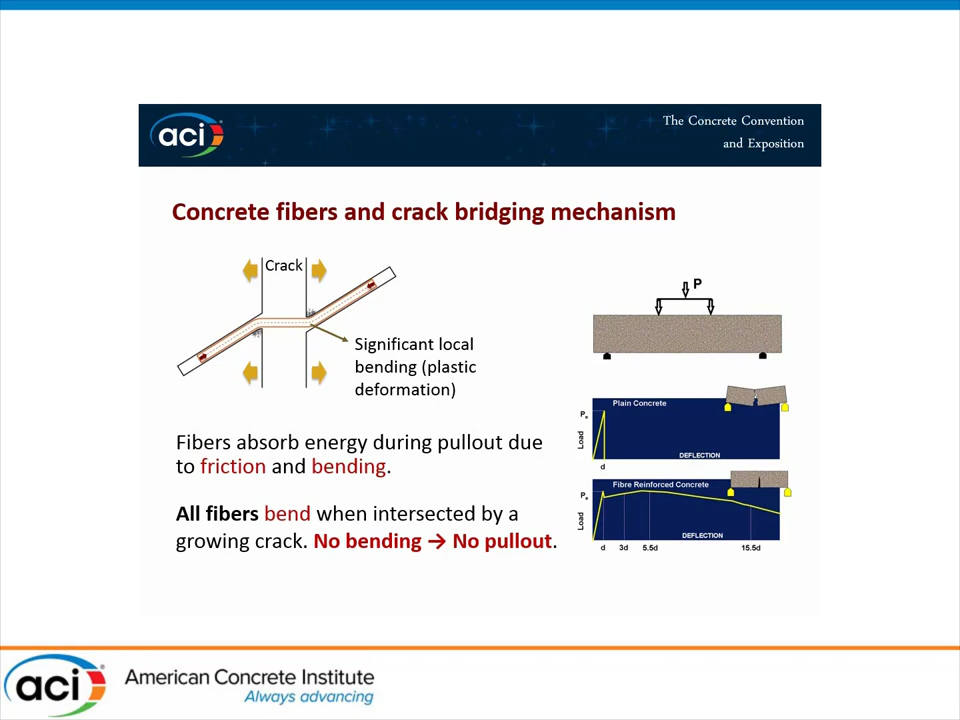 aci
The Concrete Convention
and Exposition
Concrete fibers and crack bridging mechanism
Crack
Significant local
bending (plastic
deformation)
Fibers absorb energy during pullout due
to friction and bending.
All fibers bend when intersected by a
growing crack. No bending → No pullout.
P
Plain Concrete
Load
DEFLECTION
d
Fibre Reinforced Concrete
Load
DEFLECTION
d 3d 5.5d 15.5d
aci
American Concrete Institute
Always advancing